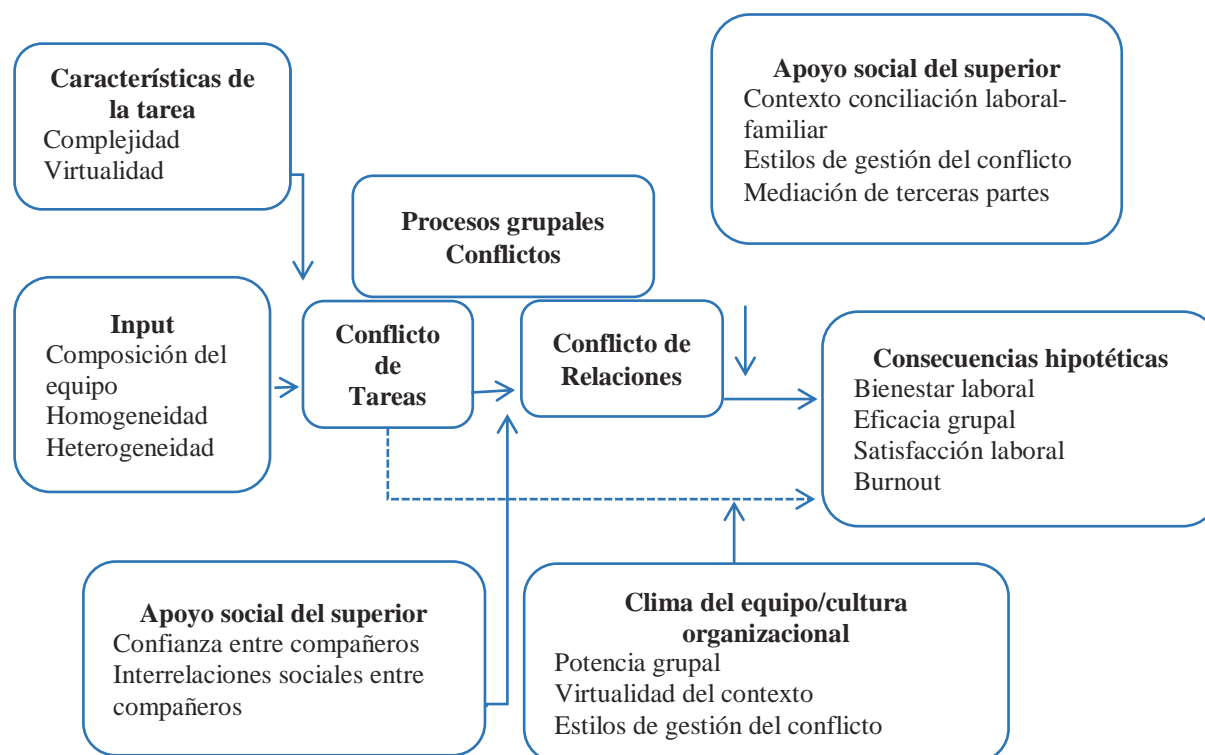 Características de
la tarea
Complejidad
Virtualidad
Apoyo social del superior
Contexto conciliación laboral-
familiar
Estilos de gestión del conflicto
Mediación de terceras partes
Procesos grupales
Conflictos
Input
Composición del
equipo
Homogeneidad
Heterogeneidad
Conflicto
de
Tareas
Conflicto de
Relaciones
Consecuencias hipotéticas
Bienestar laboral
Eficacia grupal
Satisfacción laboral
Burnout
Apoyo social del superior
Confianza entre compañeros
Interrelaciones sociales entre
compañeros
Clima del equipo/cultura
organizacional
Potencia grupal
Virtualidad del contexto
Estilos de gestión del conflicto